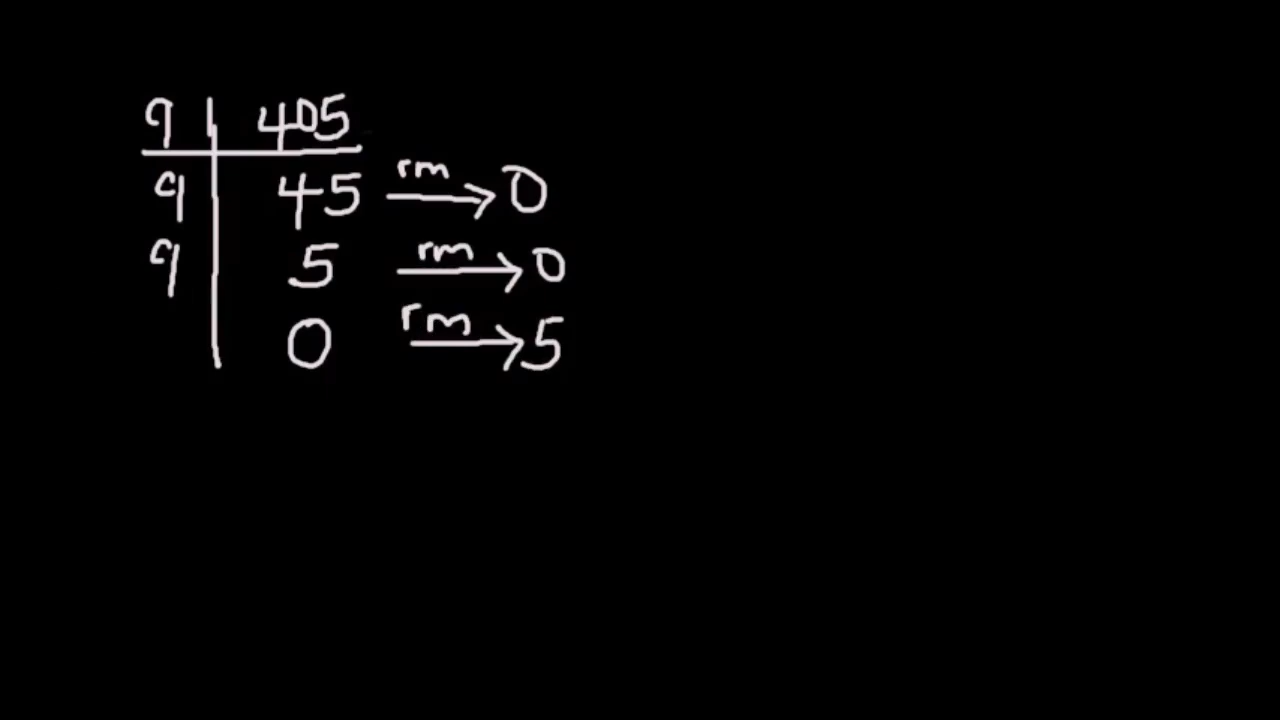 9 | 405
9 | 45 rm → 0
9 | 5 rm → 0
0 rm → 5